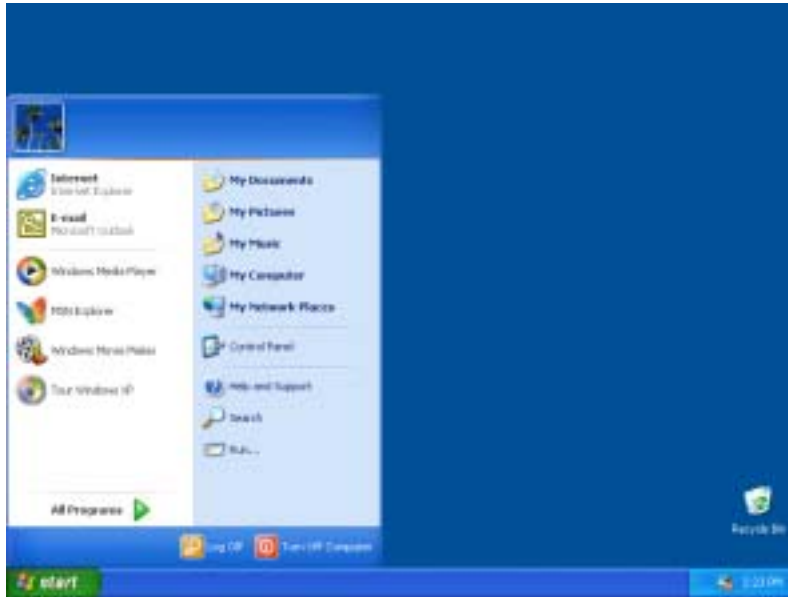 Internet
Internet Explorer
E-mail
Microsoft Outlook
Windows Media Player
MSN Explorer
Windows Movie Maker
Tour Windows XP
All Programs
My Documents
My Pictures
My Music
My Computer
My Network Places
Control Panel
Help and Support
Search
Run...
Log Off
Turn Off Computer
Recycle Bin
start